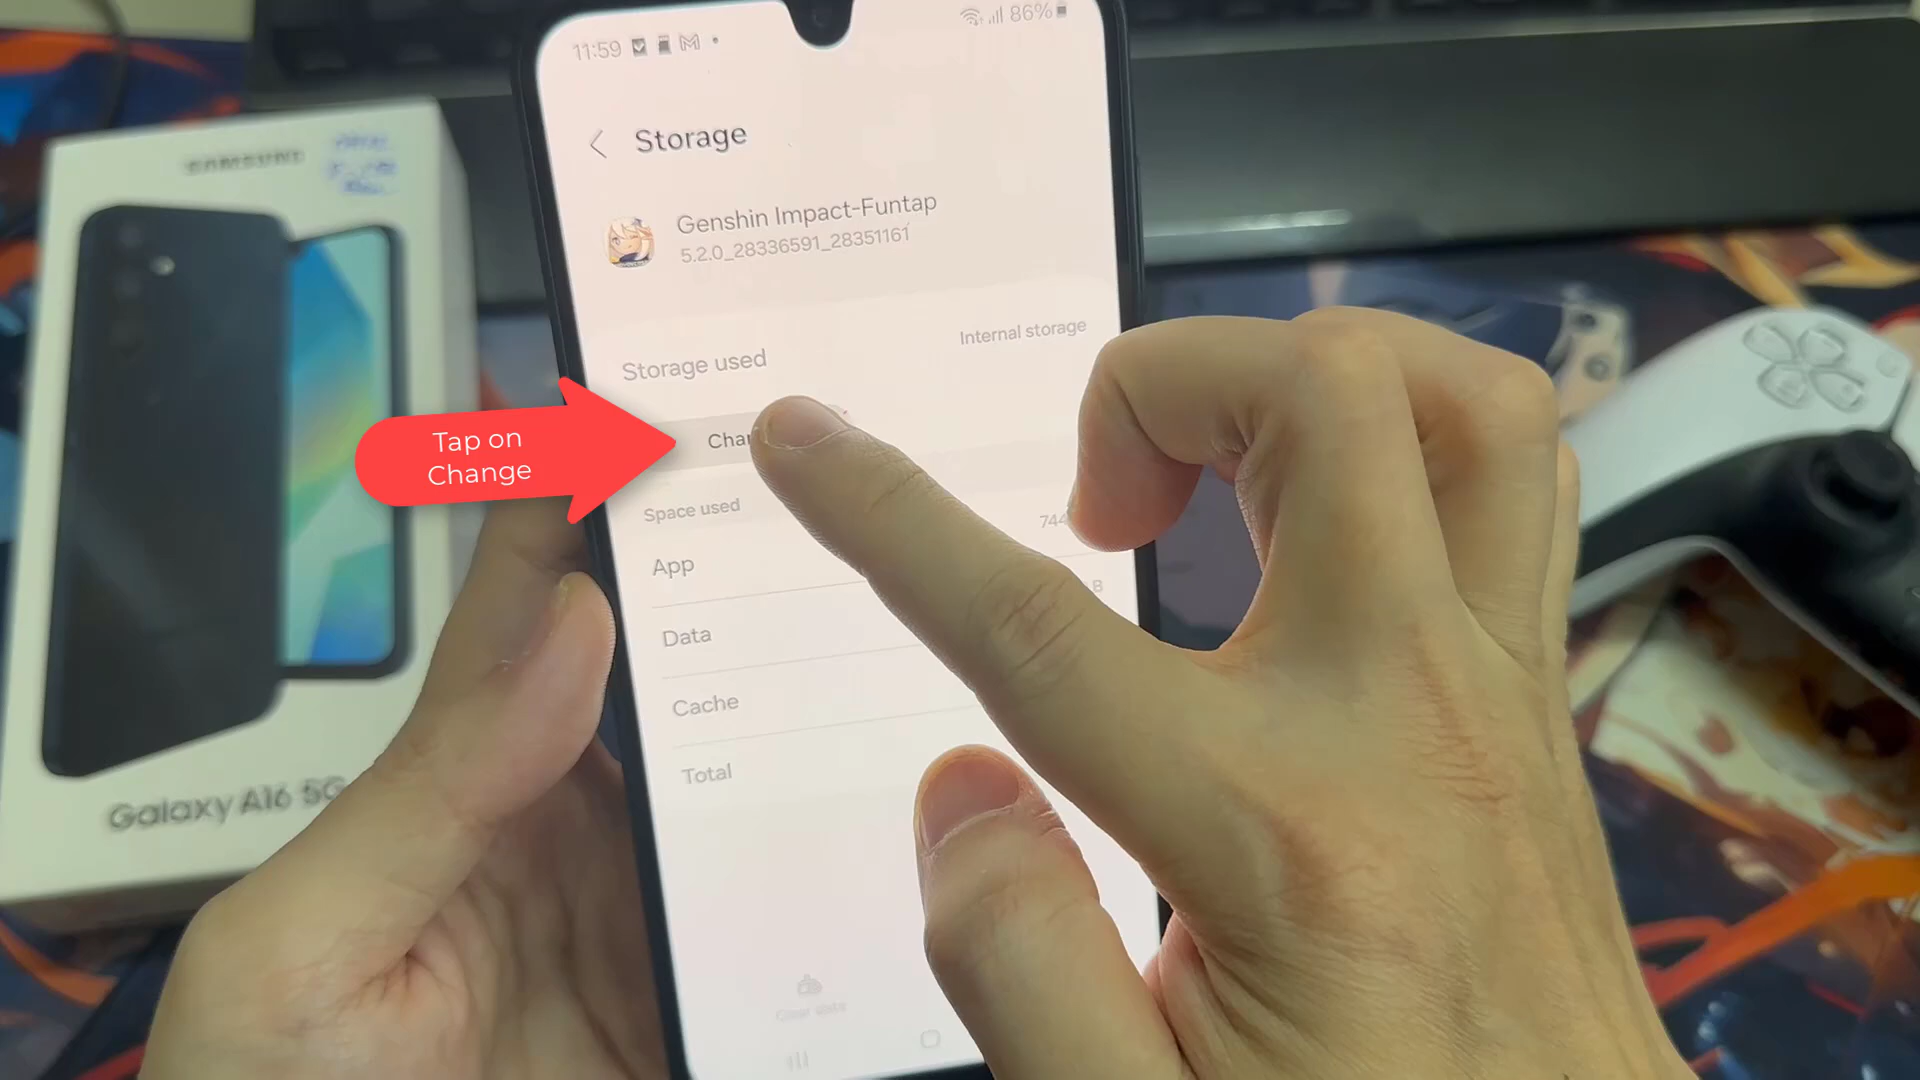 11:59
86%
Storage
Genshin Impact-Funtap
5.2.0_28336591_28351161
Internal storage
Storage used
Tap on
Change
Space used
App
744
B
Data
Cache
Total
Clear data
SAMSUNG
Galaxy A16 5G